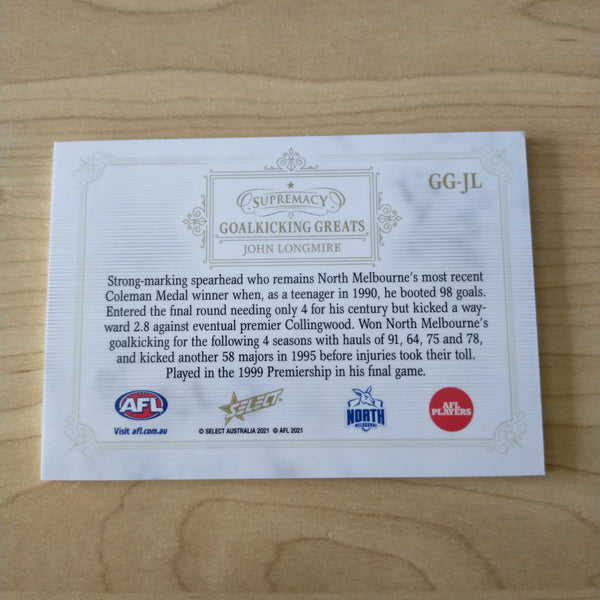 GG-JL
SUPREMACY
GOALKICKING GREATS
JOHN LONGMIRE
Strong-marking spearhead who remains North Melbourne's most recent
Coleman Medal winner when, as a teenager in 1990, he booted 98 goals.
Entered the final round needing only 4 for his century but kicked a way-
ward 2.8 against eventual premier Collingwood. Won North Melbourne's
goalkicking for the following 4 seasons with hauls of 91, 64, 75 and 78,
and kicked another 58 majors in 1995 before injuries took their toll.
Played in the 1999 Premiership in his final game.
AFL
Visit afl.com.au
SELECT
© SELECT AUSTRALIA 2021 © AFL 2021
NORTH
MELBOURNE
AFL
PLAYERS